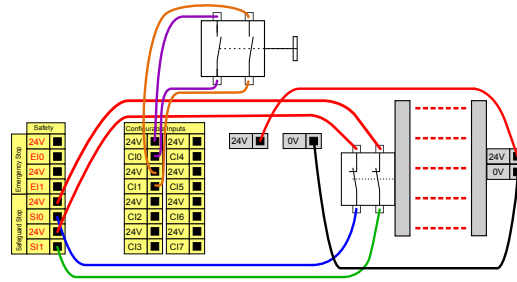 Safety
Emergency Stop
24V
EI0
24V
EI1
Safeguard Stop
24V
SI0
24V
SI1
Configurable Inputs
24V 24V
CI0 CI4
24V 24V
CI1 CI5
24V 24V
CI2 CI6
24V 24V
CI3 CI7
24V 0V
24V
0V